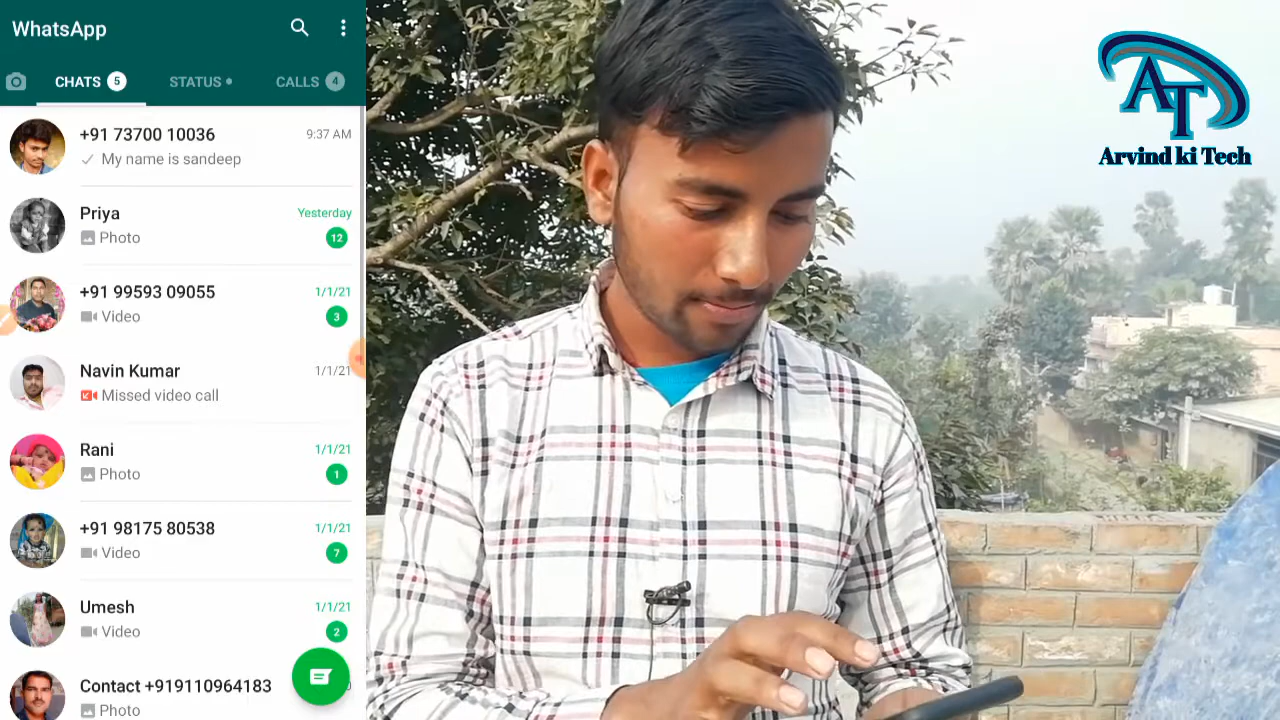 WhatsApp
CHATS 5
STATUS
CALLS 4
+91 73700 10036 9:37 AM
My name is sandeep
Priya Yesterday
Photo 12
+91 99593 09055 1/1/21
Video 3
Navin Kumar 1/1/21
Missed video call
Rani 1/1/21
Photo 1
+91 98175 80538 1/1/21
Video 7
Umesh 1/1/21
Video 2
Contact +919110964183
Photo
AT
Arvind ki Tech